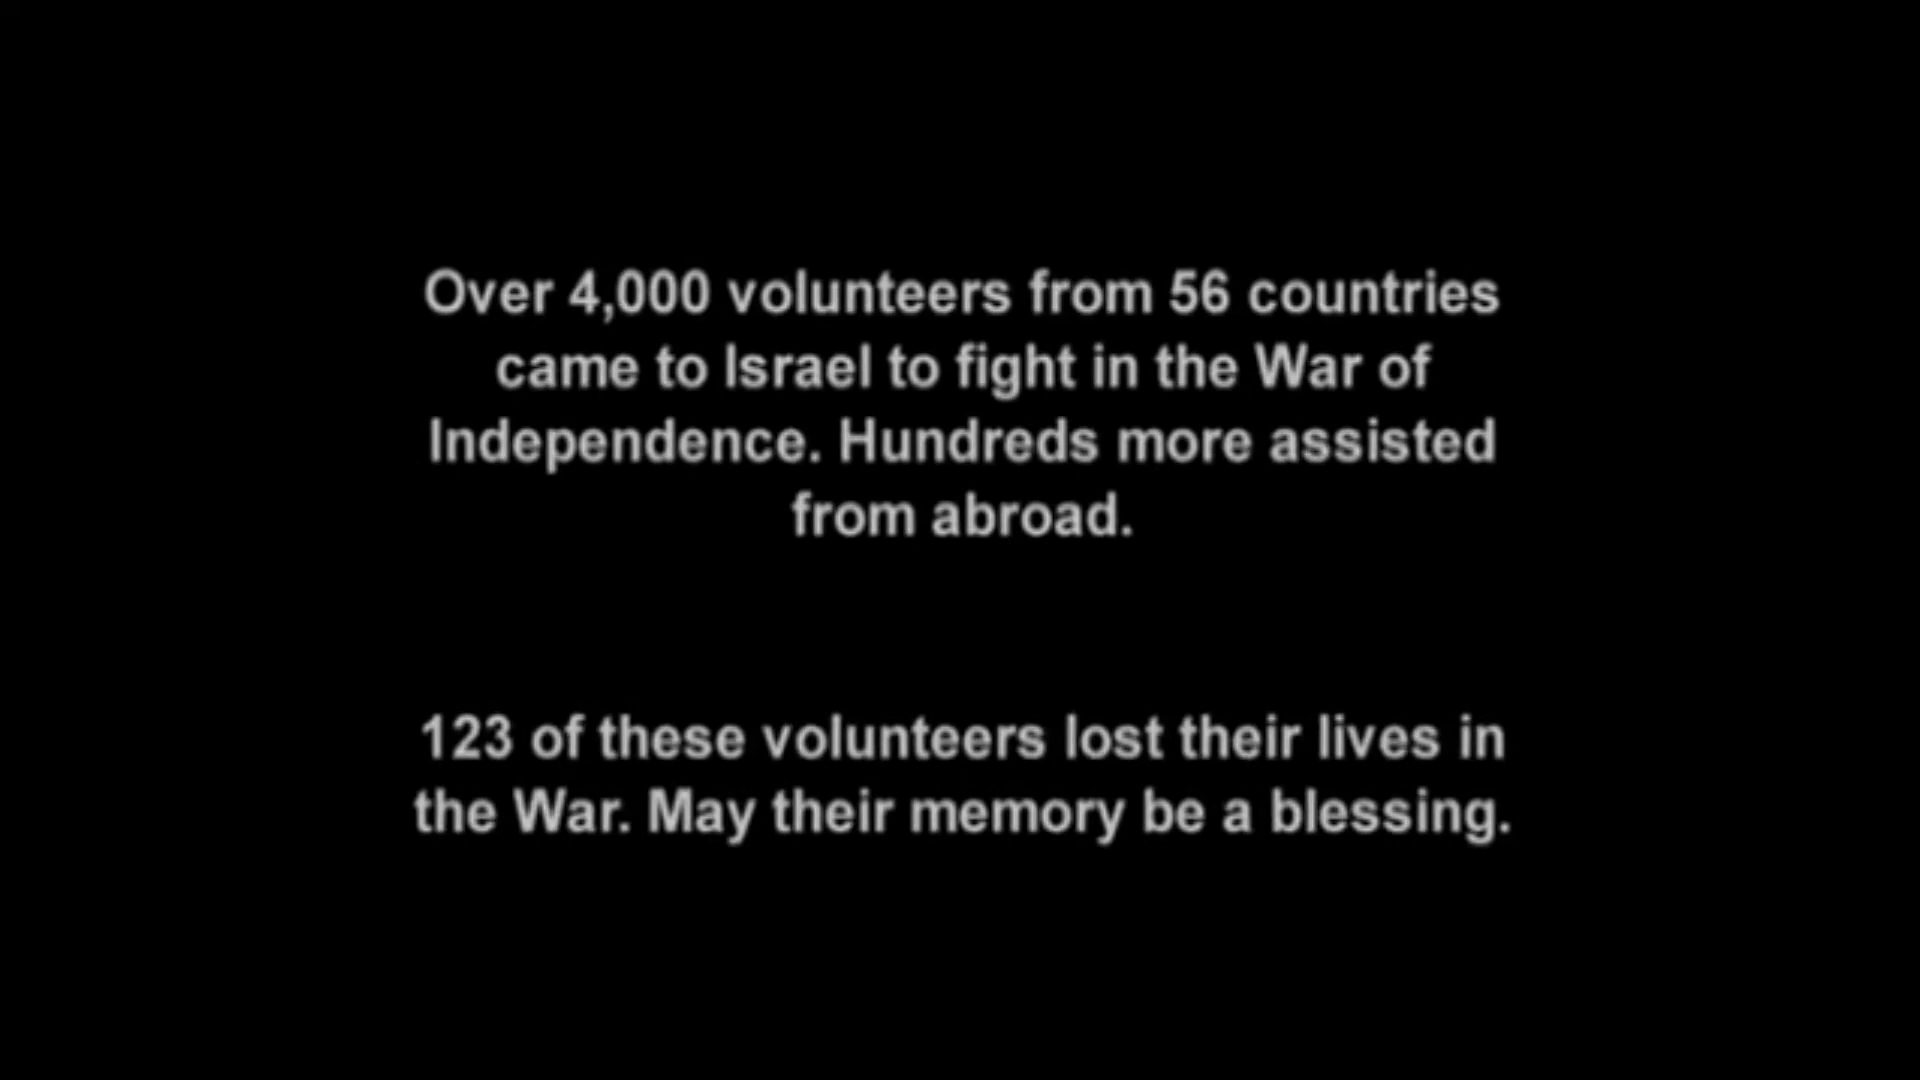 Over 4,000 volunteers from 56 countries
came to Israel to fight in the War of
Independence. Hundreds more assisted
from abroad.
123 of these volunteers lost their lives in
the War. May their memory be a blessing.